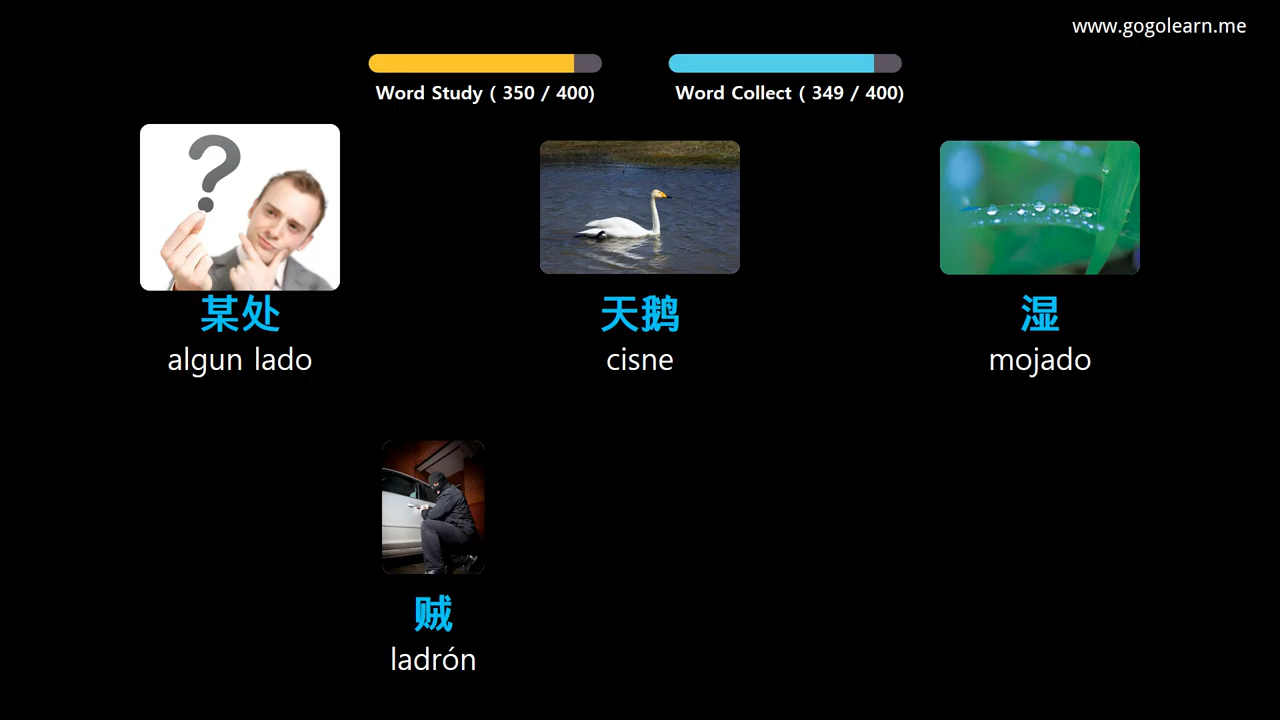 www.gogolearn.me
Word Study ( 350 / 400)
Word Collect ( 349 / 400)
某处
algun lado
天鹅
cisne
湿
mojado
贼
ladrón